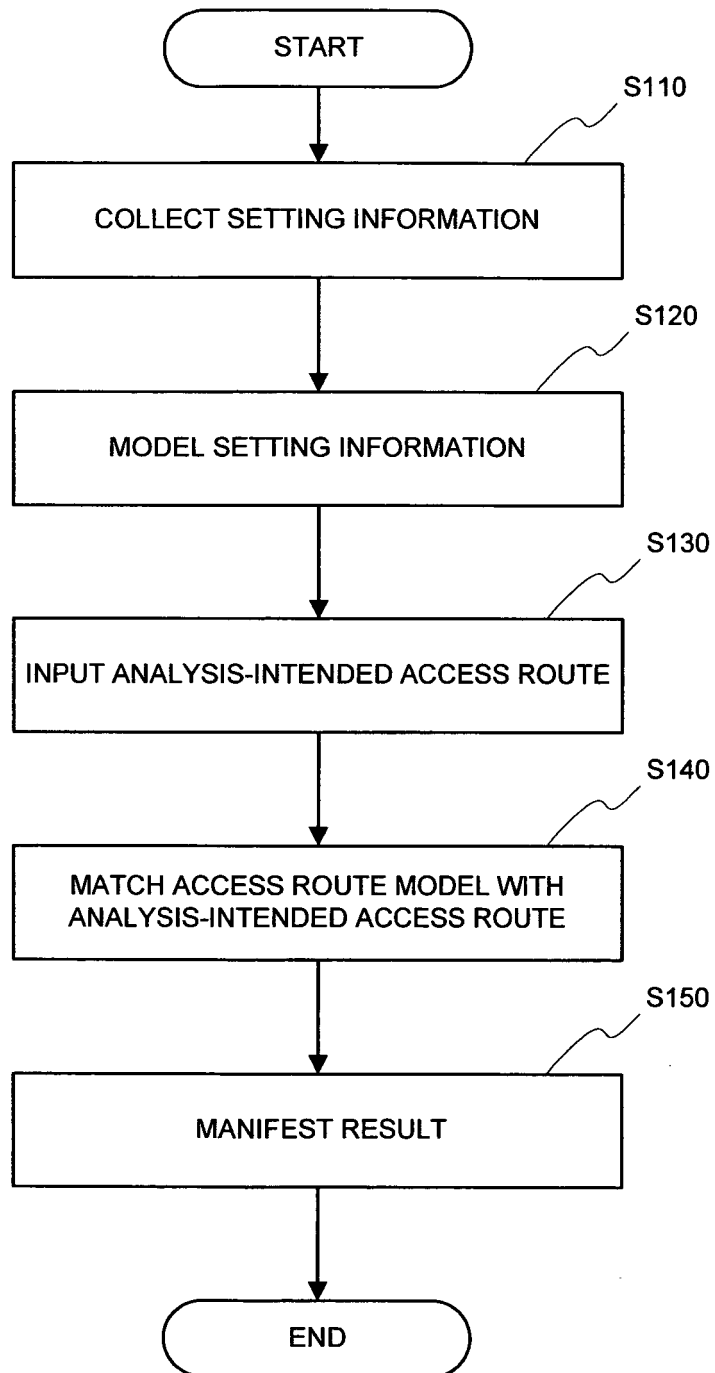 START
S110
COLLECT SETTING INFORMATION
S120
MODEL SETTING INFORMATION
S130
INPUT ANALYSIS-INTENDED ACCESS ROUTE
S140
MATCH ACCESS ROUTE MODEL WITH
ANALYSIS-INTENDED ACCESS ROUTE
S150
MANIFEST RESULT
END